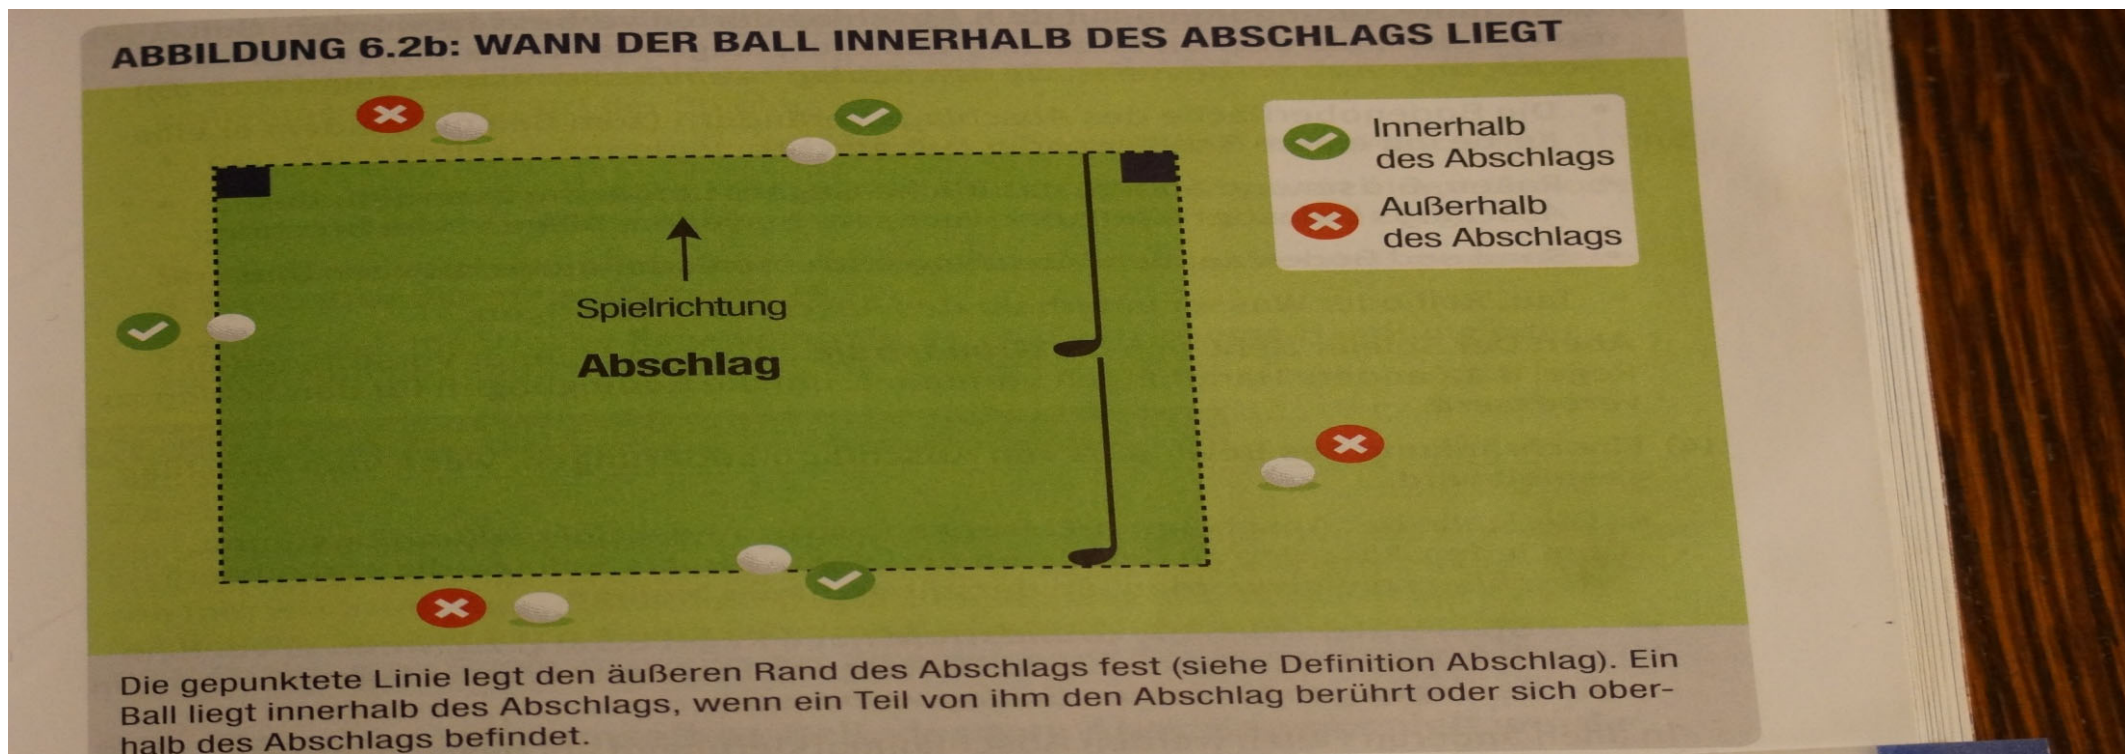 ABBILDUNG 6.2b: WANN DER BALL INNERHALB DES ABSCHLAGS LIEGT
Innerhalb
des Abschlags
Außerhalb
des Abschlags
Spielrichtung
Abschlag
Die gepunktete Linie legt den äußeren Rand des Abschlags fest (siehe Definition Abschlag). Ein
Ball liegt innerhalb des Abschlags, wenn ein Teil von ihm den Abschlag berührt oder sich ober-
halb des Abschlags befindet.